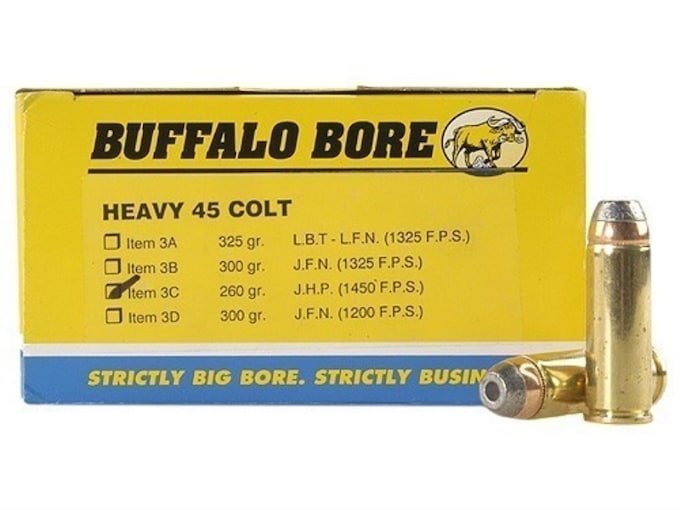 BUFFALO BORE
HEAVY 45 COLT
Item 3A 325 gr. L.B.T - L.F.N. (1325 F.P.S.)
Item 3B 300 gr. J.F.N. (1325 F.P.S.)
Item 3C 260 gr. J.H.P. (1450 F.P.S.)
Item 3D 300 gr. J.F.N. (1200 F.P.S.)
STRICTLY BIG BORE. STRICTLY BUSIN